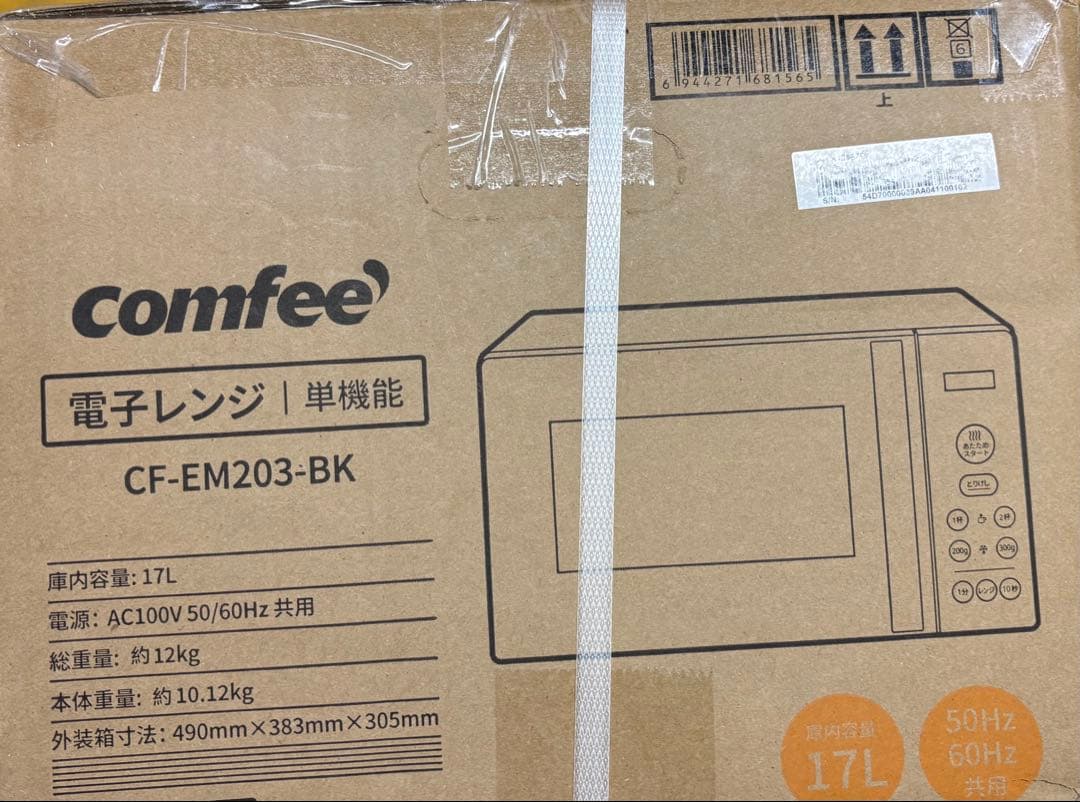 6 944271 681565
6
上
S/N:
comfee'
電子レンジ | 単機能
CF-EM203-BK
庫内容量: 17L
電源: AC100V 50/60Hz 共用
総重量: 約12kg
本体重量: 約10.12kg
外装箱寸法: 490mm×383mm×305mm
あたため
スタート
とりけし
1杯 2杯
200g 300g
1分 レンジ 10秒
庫内容量
17L
50Hz
60Hz
共用